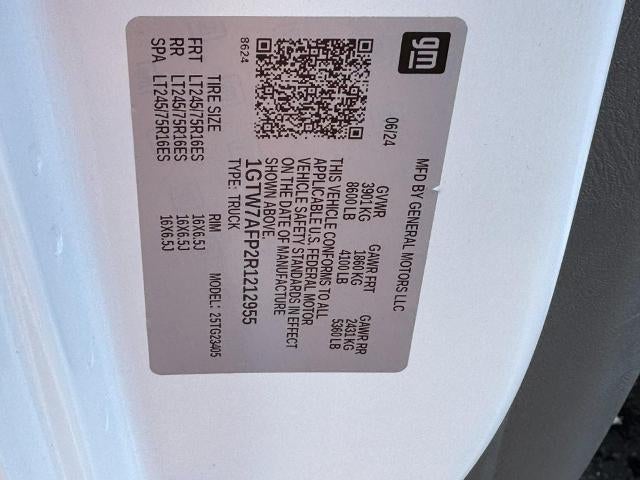 gm
MFD BY GENERAL MOTORS LLC
06/24
GVWR GAWR FRT GAWR RR
3901 KG 1860 KG 2431 KG
8600 LB 4100 LB 5360 LB
THIS VEHICLE CONFORMS TO ALL
APPLICABLE U.S. FEDERAL MOTOR
VEHICLE SAFETY STANDARDS IN EFFECT
ON THE DATE OF MANUFACTURE
SHOWN ABOVE.
1GTW7AFP2R1212955
TYPE: TRUCK
8624
MODEL: 25TG23405
TIRE SIZE RIM
FRT LT245/75R16ES 16X6.5J
RR LT245/75R16ES 16X6.5J
SPA LT245/75R16ES 16X6.5J